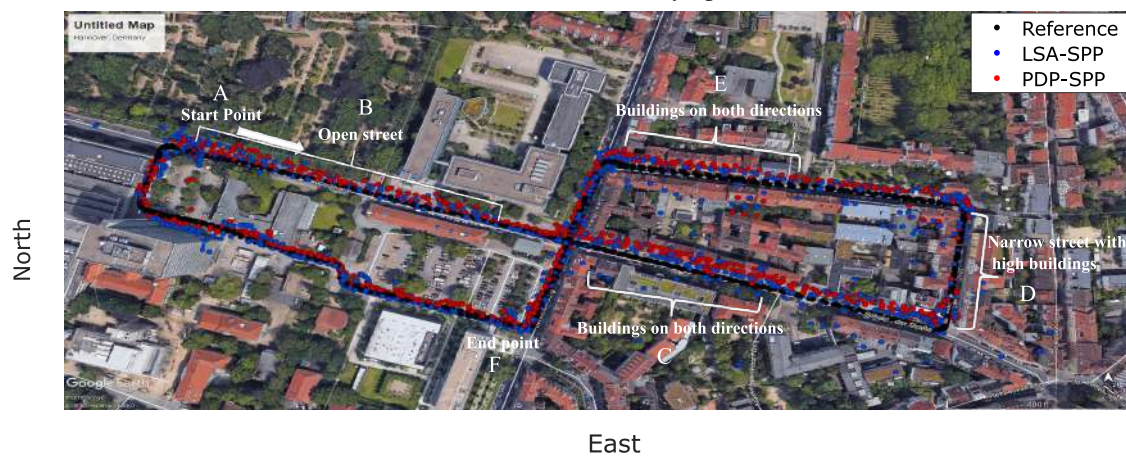 Untitled Map
Hannover, Germany
Reference
LSA-SPP
PDP-SPP
A
Start Point
B
Open street
E
Buildings on both directions
Narrow street with
high buildings
D
Buildings on both directions
C
End point
F
Google Earth
North
East